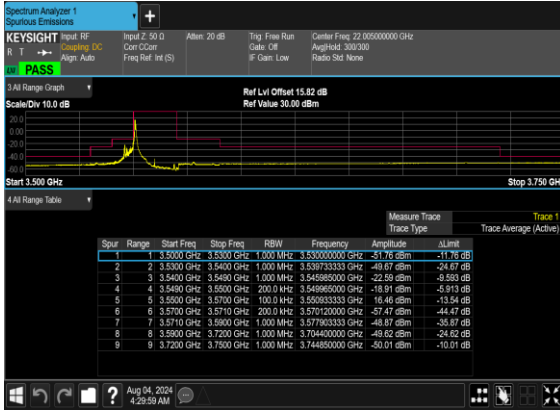 Spectrum Analyzer 1
Spurious Emissions
KEYSIGHT Input: RF Input Z: 50 Ω Atten: 20 dB Trig: Free Run Center Freq: 22.005000000 GHz
R T Coupling: DC Corr CCorr Gate: Off Avg|Hold: 300/300
Align: Auto Freq Ref: Int (S) IF Gain: Low Radio Std: None
PASS
3 All Range Graph
Ref Lvl Offset 15.82 dB
Scale/Div 10.0 dB Ref Value 30.00 dBm
20.0
0.00
-20.0
-40.0
-60.0
Start 3.500 GHz Stop 3.750 GH
4 All Range Table
Measure Trace Trace 1
Trace Type Trace Average (Active)
Spur Range Start Freq Stop Freq RBW Frequency Amplitude ΔLimit
1 1 3.5000 GHz 3.5300 GHz 1.000 MHz 3.530000000 GHz -51.76 dBm -11.76 dB
2 2 3.5300 GHz 3.5400 GHz 1.000 MHz 3.539733333 GHz -49.67 dBm -24.67 dB
3 3 3.5400 GHz 3.5490 GHz 1.000 MHz 3.545985000 GHz -22.59 dBm -9.593 dB
4 4 3.5490 GHz 3.5500 GHz 200.0 kHz 3.549965000 GHz -18.91 dBm -5.913 dB
5 5 3.5500 GHz 3.5700 GHz 100.0 kHz 3.550933333 GHz 16.46 dBm -13.54 dB
6 6 3.5700 GHz 3.5710 GHz 200.0 kHz 3.570120000 GHz -57.47 dBm -44.47 dB
7 7 3.5710 GHz 3.5900 GHz 1.000 MHz 3.577903333 GHz -48.87 dBm -35.87 dB
8 8 3.5900 GHz 3.7200 GHz 1.000 MHz 3.704400000 GHz -49.62 dBm -24.62 dB
9 9 3.7200 GHz 3.7500 GHz 1.000 MHz 3.744850000 GHz -50.01 dBm -10.01 dB
Aug 04, 2024
4:29:59 AM